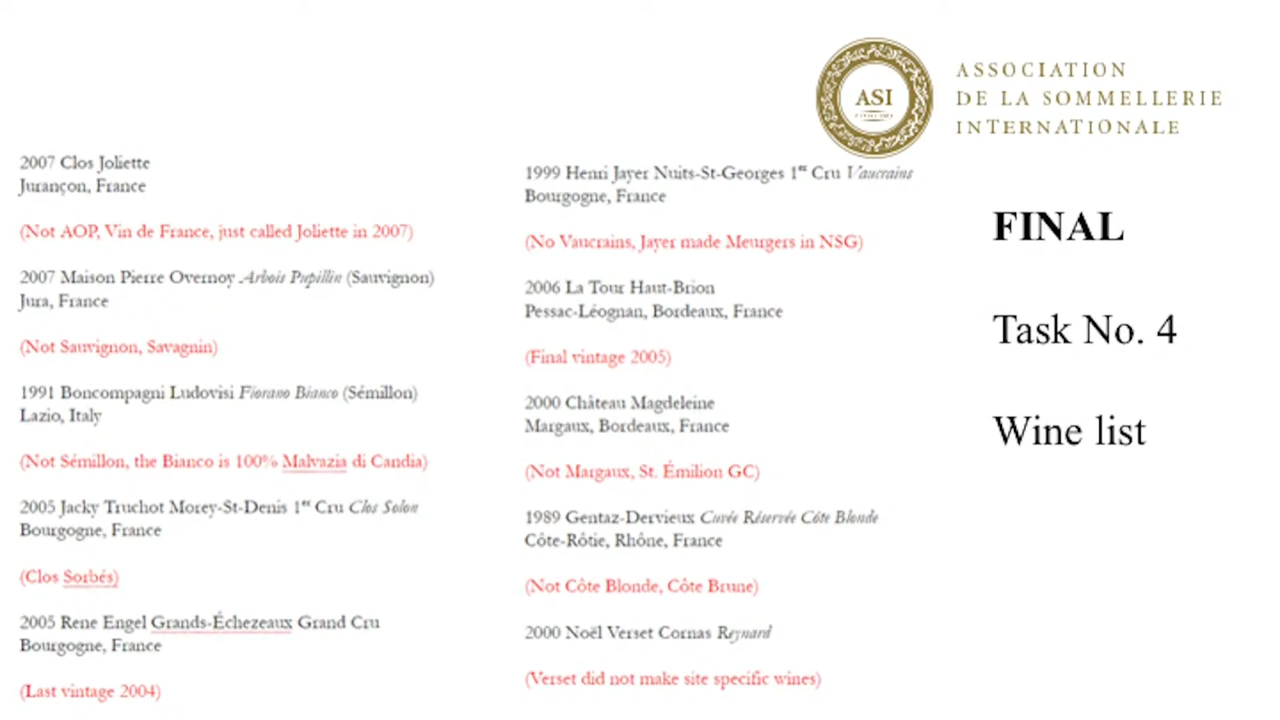 2007 Clos Joliette
Jurançon, France
(Not AOP, Vin de France, just called Joliette in 2007)
2007 Maison Pierre Overnoy Arbois Pupillin (Sauvignon)
Jura, France
(Not Sauvignon, Savagnin)
1991 Boncompagni Ludovisi Fiorano Bianco (Sémillon)
Lazio, Italy
(Not Sémillon, the Bianco is 100% Malvazia di Candia)
2005 Jacky Truchot Morey-St-Denis 1er Cru Clos Solon
Bourgogne, France
(Clos Sorbés)
2005 Rene Engel Grands-Échezeaux Grand Cru
Bourgogne, France
(Last vintage 2004)
1999 Henri Jayer Nuits-St-Georges 1er Cru Vaucrains
Bourgogne, France
(No Vaucrains, Jayer made Meurgers in NSG)
2006 La Tour Haut-Brion
Pessac-Léognan, Bordeaux, France
(Final vintage 2005)
2000 Château Magdeleine
Margaux, Bordeaux, France
(Not Margaux, St. Émilion GC)
1989 Gentaz-Dervieux Cuvée Réservée Côte Blonde
Côte-Rôtie, Rhône, France
(Not Côte Blonde, Côte Brune)
2000 Noël Verset Cornas Reynard
(Verset did not make site specific wines)
ASI
ASSOCIATION
DE LA SOMMELLERIE
INTERNATIONALE
FINAL
Task No. 4
Wine list